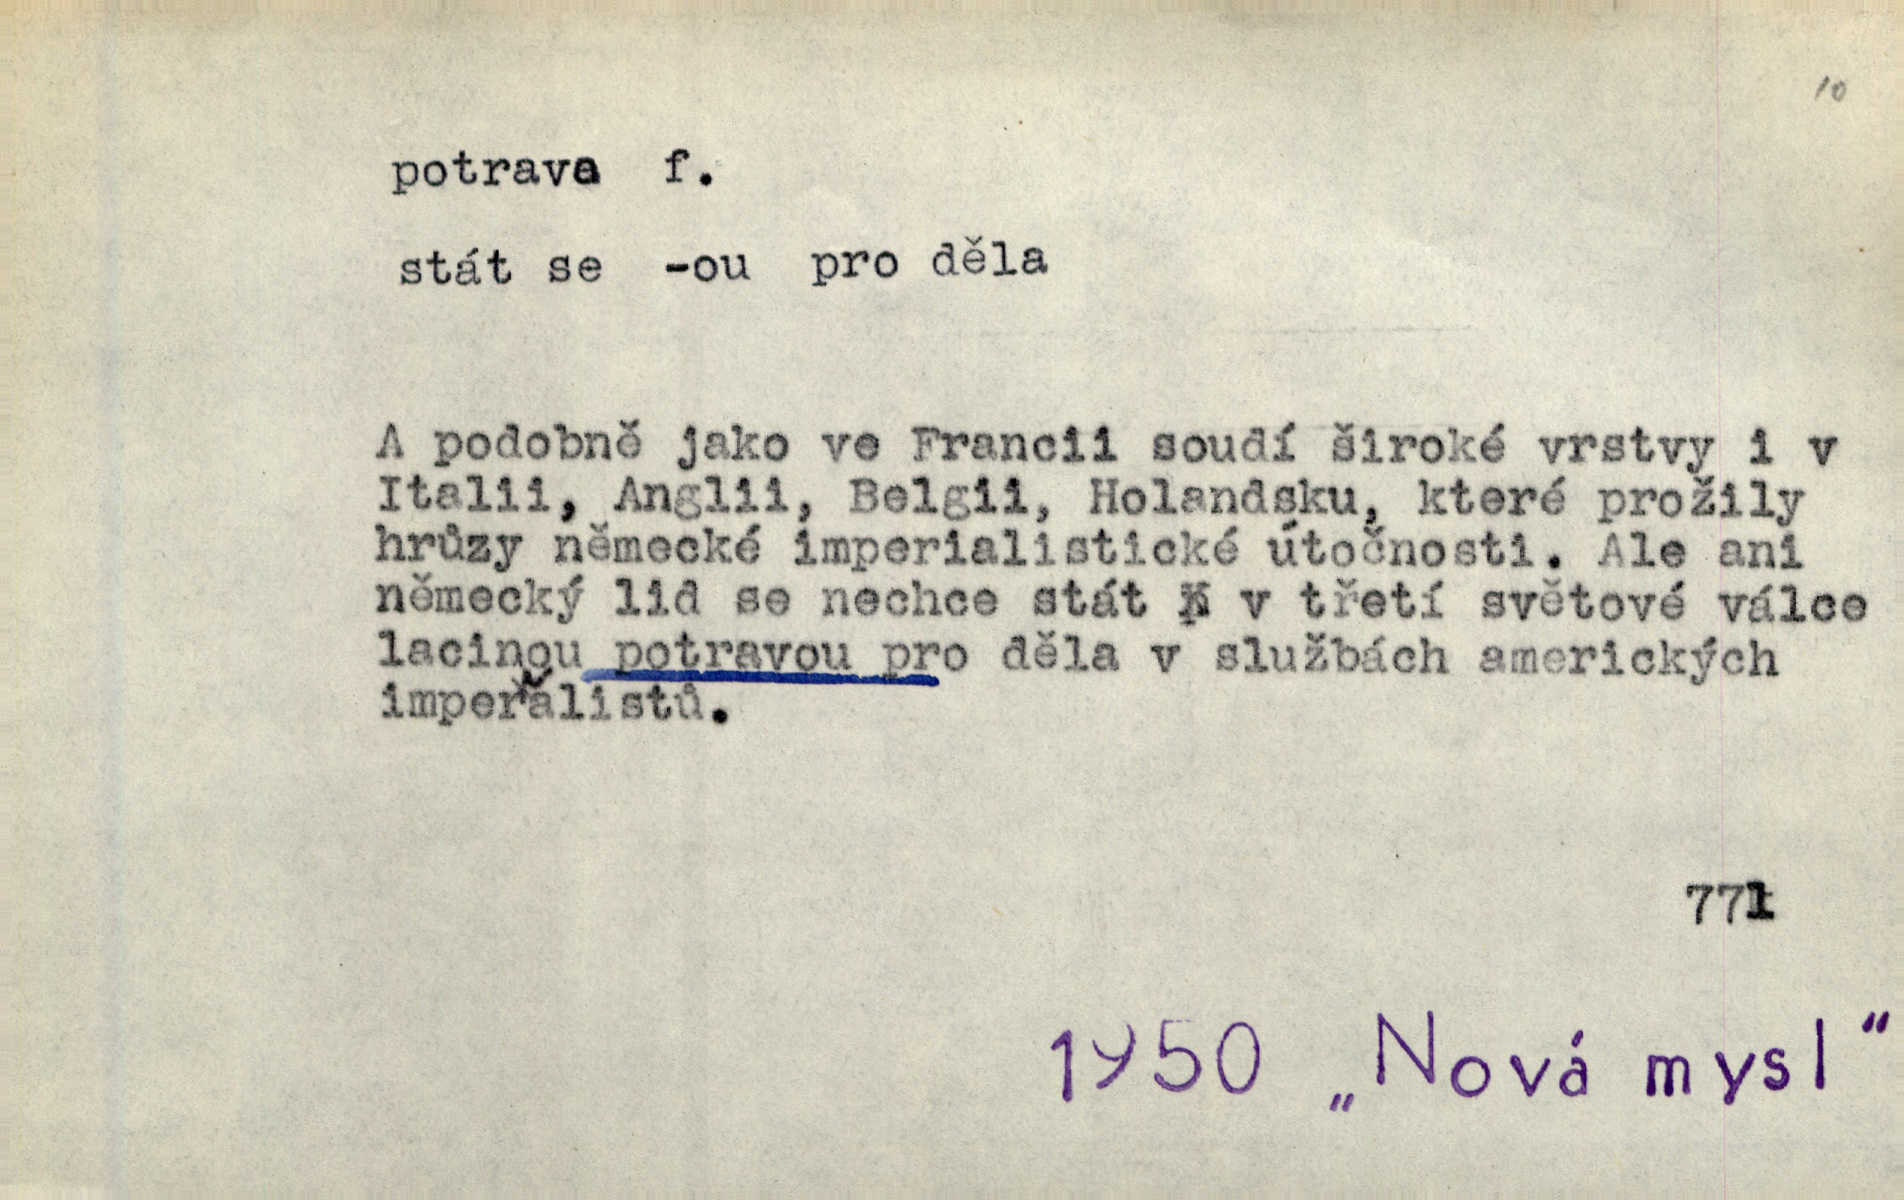 10
potrava f.
stát se -ou pro děla
A podobně jako ve Francii soudí široké vrstvy i v
Italii, Anglii, Belgii, Holandsku, které prožily
hrůzy německé imperialistické útočnosti. Ale ani
německý lid se nechce stát v třetí světové válce
lacinou potravou pro děla v službách amerických
imperialistů.
771
1950 „Nová mysl“